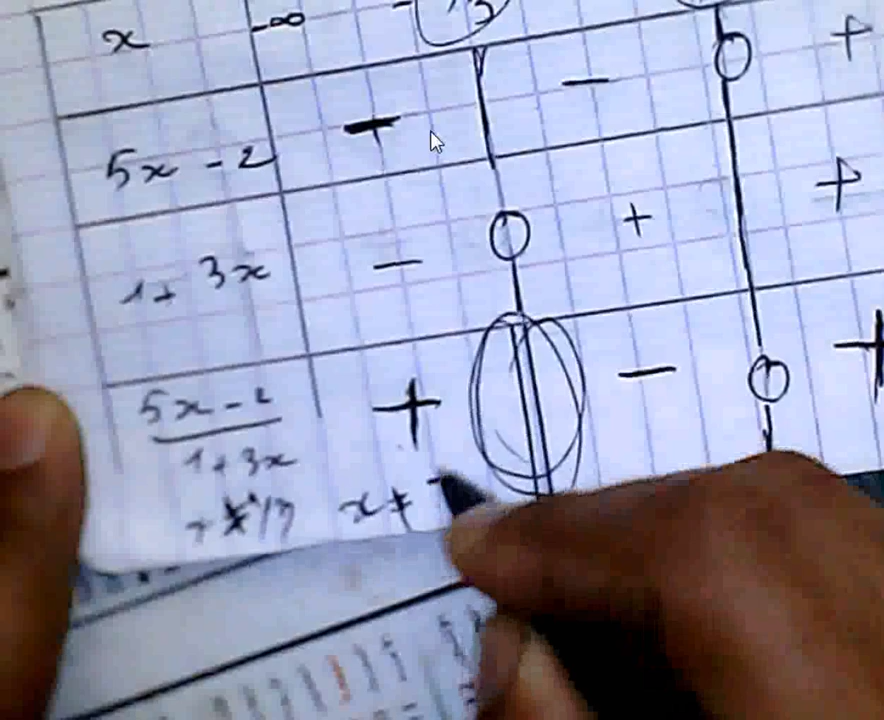 x -∞
5x - 2 - - 0 +
1 + 3x - 0 + +
5x - 2 + - 0 +
1 + 3x
x ≠ -